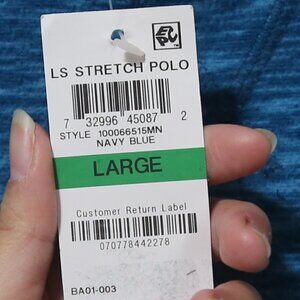 LS STRETCH POLO
7 32996 45087 2
STYLE 100066515MN
NAVY BLUE
LARGE
Customer Return Label
070778442278
BA01-003